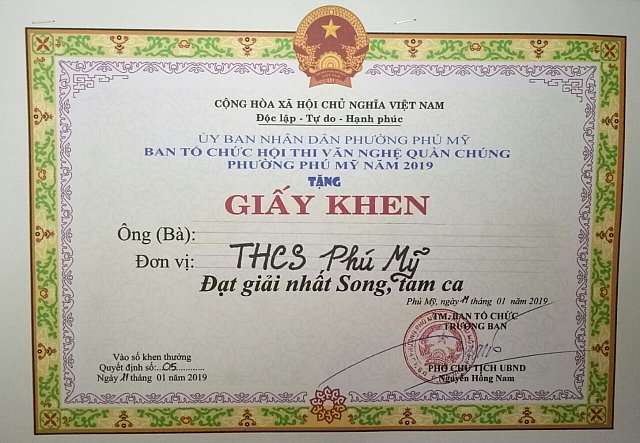 CỘNG HÒA XÃ HỘI CHỦ NGHĨA VIỆT NAM
Độc lập - Tự do - Hạnh phúc
ỦY BAN NHÂN DÂN PHƯỜNG PHÚ MỸ
BAN TỔ CHỨC HỘI THI VĂN NGHỆ QUẦN CHÚNG
PHƯỜNG PHÚ MỸ NĂM 2019
TẶNG
GIẤY KHEN
Ông (Bà):
Đơn vị: THCS Phú Mỹ
Đạt giải nhất Song, tam ca
Phú Mỹ, ngày 11 tháng 01 năm 2019
TM. BAN TỔ CHỨC
TRƯỞNG BAN
Vào sổ khen thưởng
Quyết định số:..05......
Ngày 11 tháng 01 năm 2019
PHÓ CHỦ TỊCH UBND
Nguyễn Hồng Nam